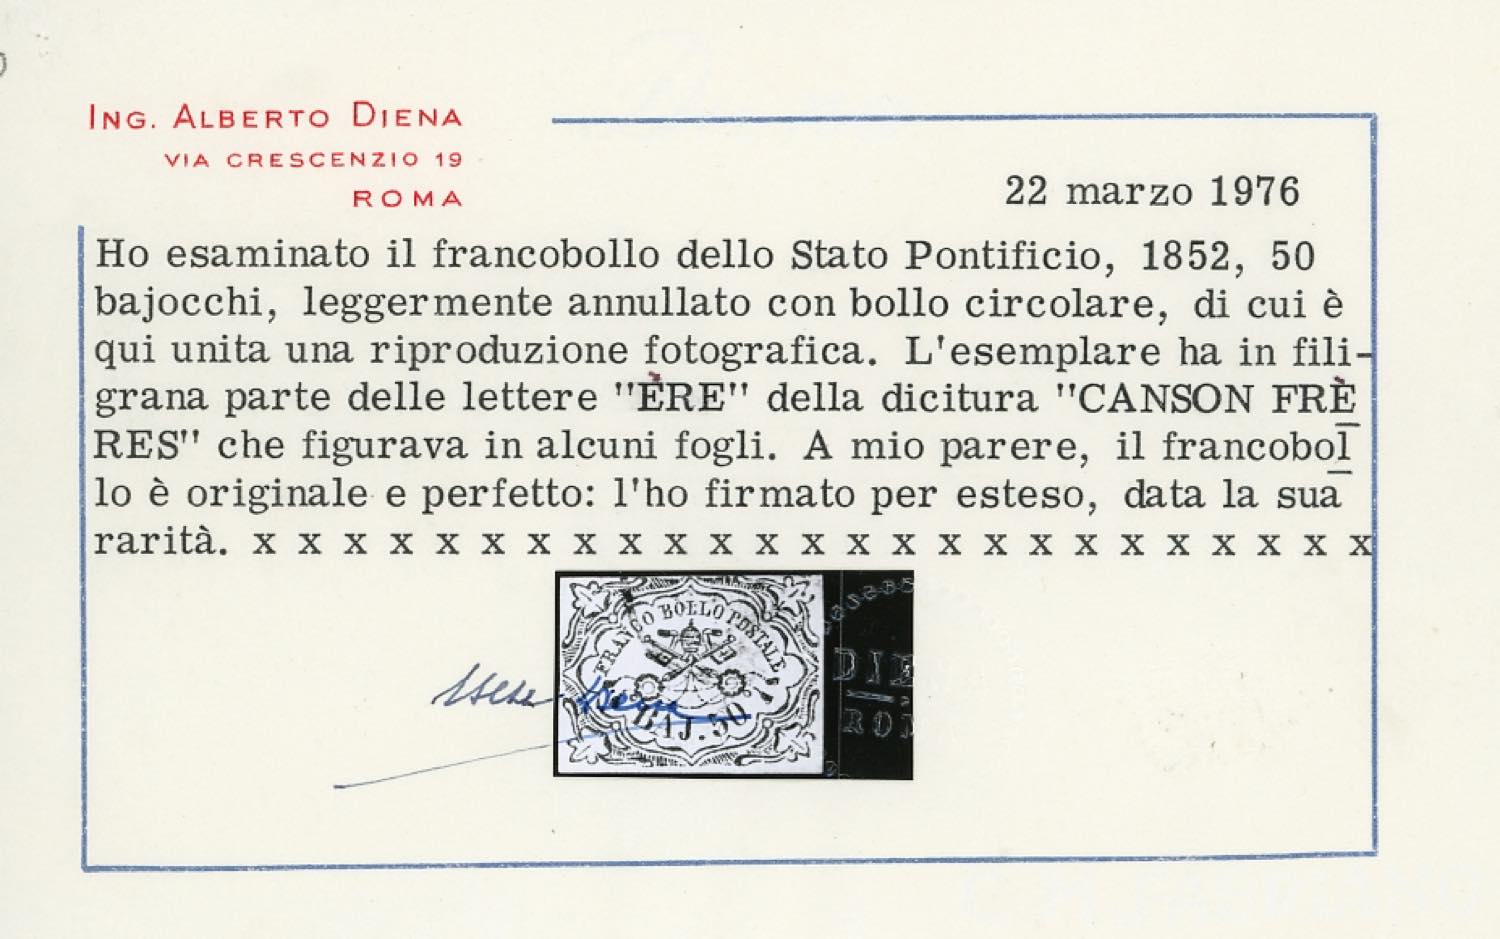 ING. ALBERTO DIENA
VIA CRESCENZIO 19
ROMA
22 marzo 1976
Ho esaminato il francobollo dello Stato Pontificio, 1852, 50
bajocchi, leggermente annullato con bollo circolare, di cui è
qui unita una riproduzione fotografica. L'esemplare ha in fili-
grana parte delle lettere "ÈRE" della dicitura "CANSON FRÈ
RES" che figurava in alcuni fogli. A mio parere, il francobol
lo è originale e perfetto: l'ho firmato per esteso, data la sua
rarità. x x x x x x x x x x x x x x x x x x x x x x x x x
FRANCO BOLLO POSTALE
BAJ. 50
DIE
ROM